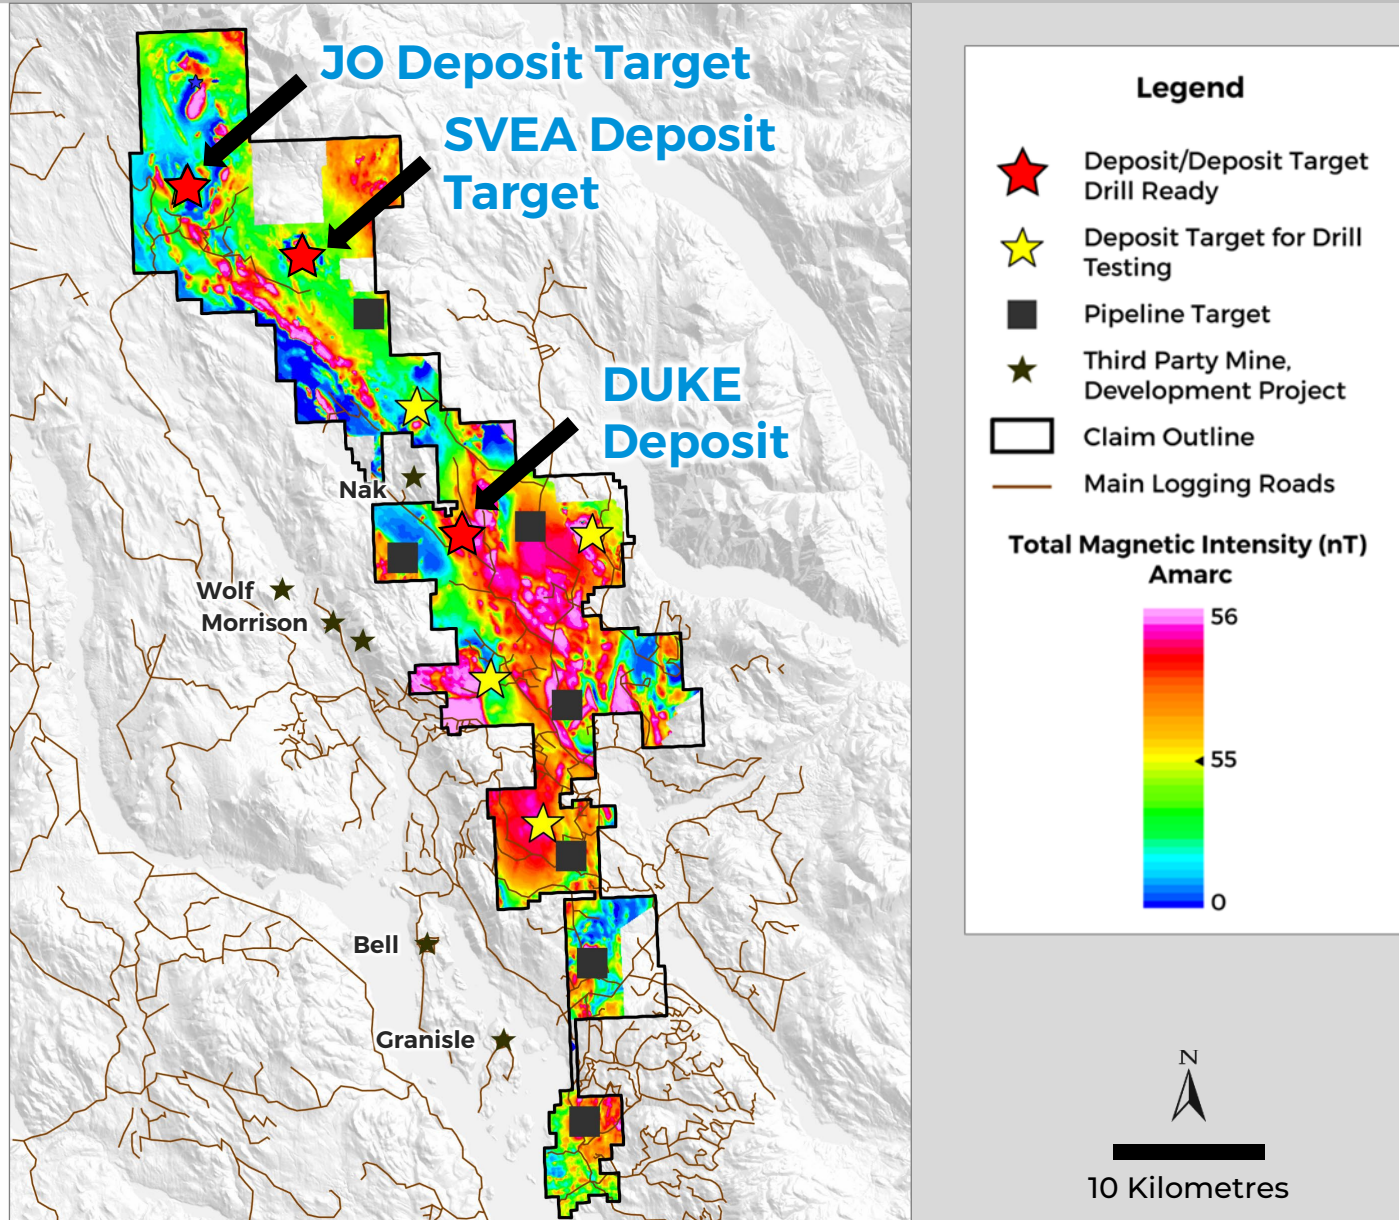 JO Deposit Target
SVEA Deposit
Target
DUKE
Deposit
Nak
Wolf
Morrison
Bell
Granisle
Legend
Deposit/Deposit Target
Drill Ready
Deposit Target for Drill
Testing
Pipeline Target
Third Party Mine,
Development Project
Claim Outline
Main Logging Roads
Total Magnetic Intensity (nT)
Amarc
56
55
0
N
10 Kilometres